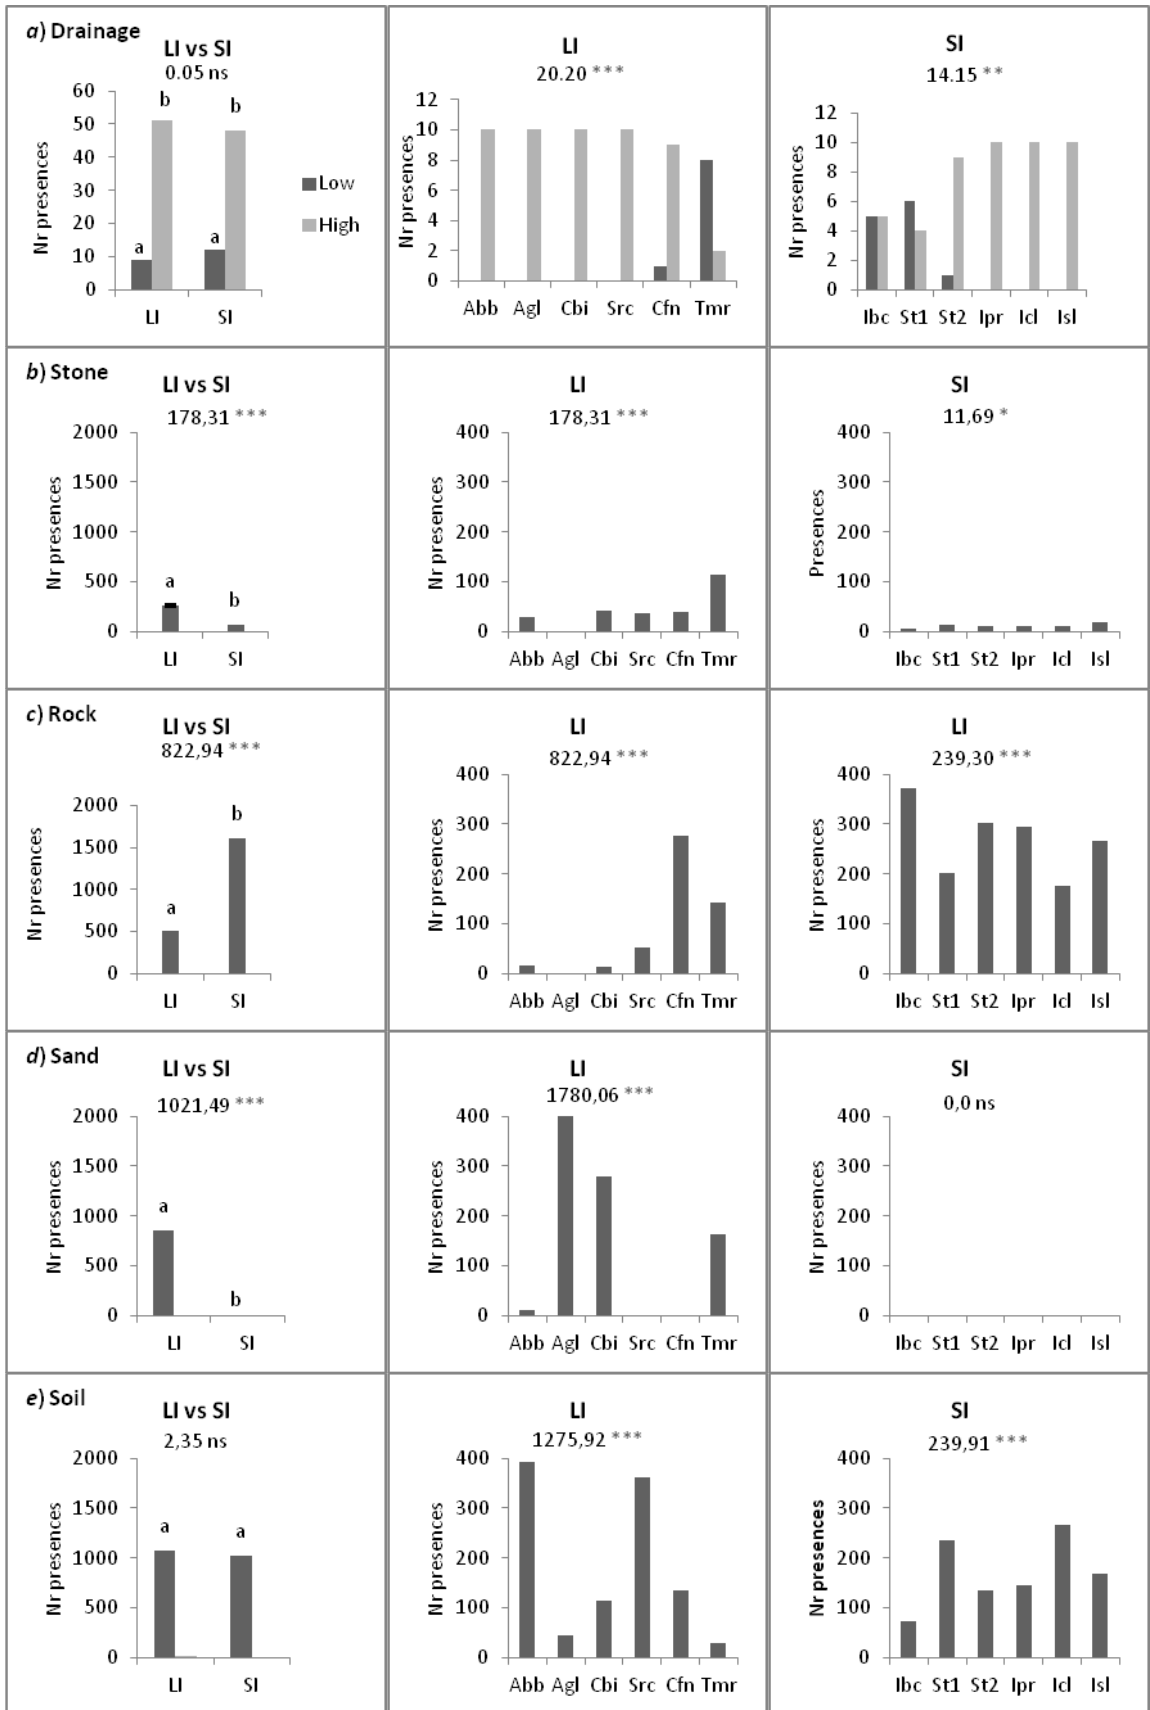 a) Drainage
LI vs SI
0.05 ns
60
50
40
30
20
10
0
Nr presences
a
b
a
b
LI SI
Low
High
LI
20.20 ***
12
10
8
6
4
2
0
Nr presences
Abb Agl Cbi Src Cfn Tmr
SI
14.15 **
12
10
8
6
4
2
0
Nr presences
Ibc St1 St2 Ipr Icl Isl
b) Stone
LI vs SI
178,31 ***
2000
1500
1000
500
0
Nr presences
a
b
LI SI
LI
178,31 ***
400
300
200
100
0
Nr presences
Abb Agl Cbi Src Cfn Tmr
SI
11,69 *
400
300
200
100
0
Presences
Ibc St1 St2 Ipr Icl Isl
c) Rock
LI vs SI
822,94 ***
2000
1500
1000
500
0
Nr presences
a
b
LI SI
LI
822,94 ***
400
300
200
100
0
Nr presences
Abb Agl Cbi Src Cfn Tmr
LI
239,30 ***
400
300
200
100
0
Nr presences
Ibc St1 St2 Ipr Icl Isl
d) Sand
LI vs SI
1021,49 ***
2000
1500
1000
500
0
Nr presences
a
b
LI SI
LI
1780,06 ***
400
300
200
100
0
Nr presences
Abb Agl Cbi Src Cfn Tmr
SI
0,0 ns
400
300
200
100
0
Nr presences
Ibc St1 St2 Ipr Icl Isl
e) Soil
LI vs SI
2,35 ns
2000
1500
1000
500
0
Nr presences
a
a
LI SI
LI
1275,92 ***
400
300
200
100
0
Nr presences
Abb Agl Cbi Src Cfn Tmr
SI
239,91 ***
400
300
200
100
0
Nr presences
Ibc St1 St2 Ipr Icl Isl